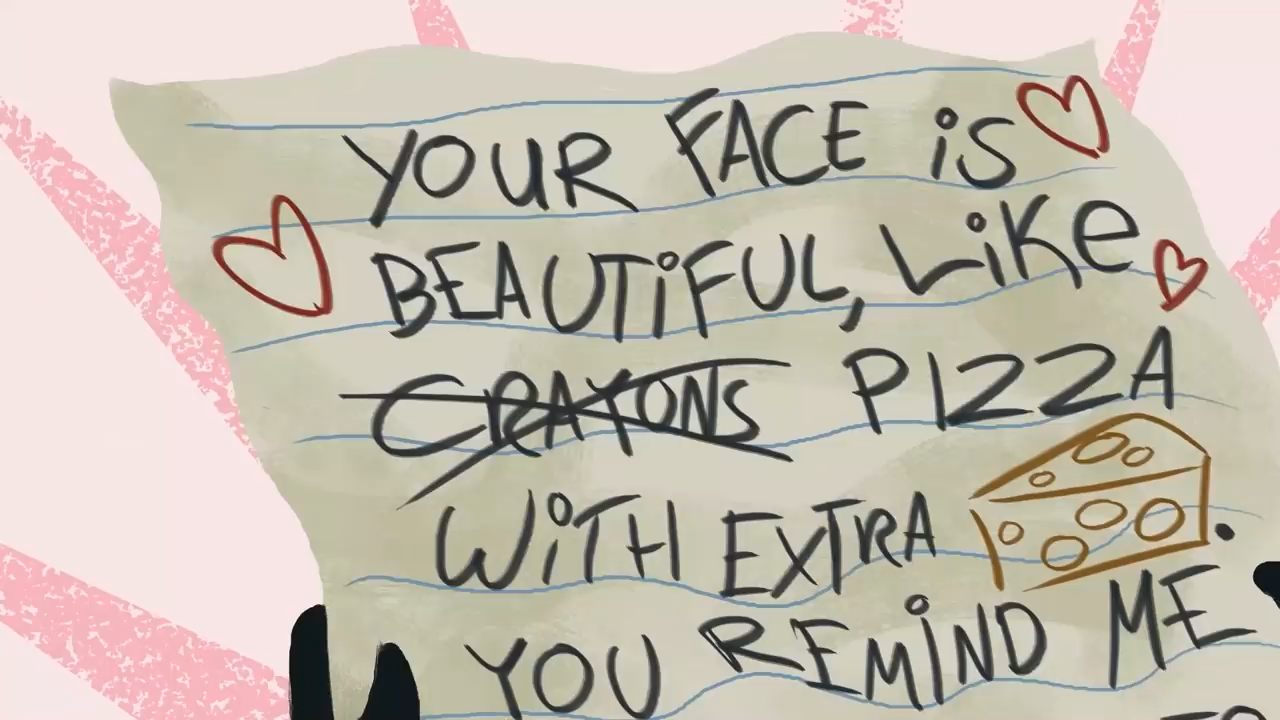 YOUR FACE iS
BEAUTiFUL, LiKe
CRAYONS PIZZA
WiTH EXTRA .
YOU REMiND ME